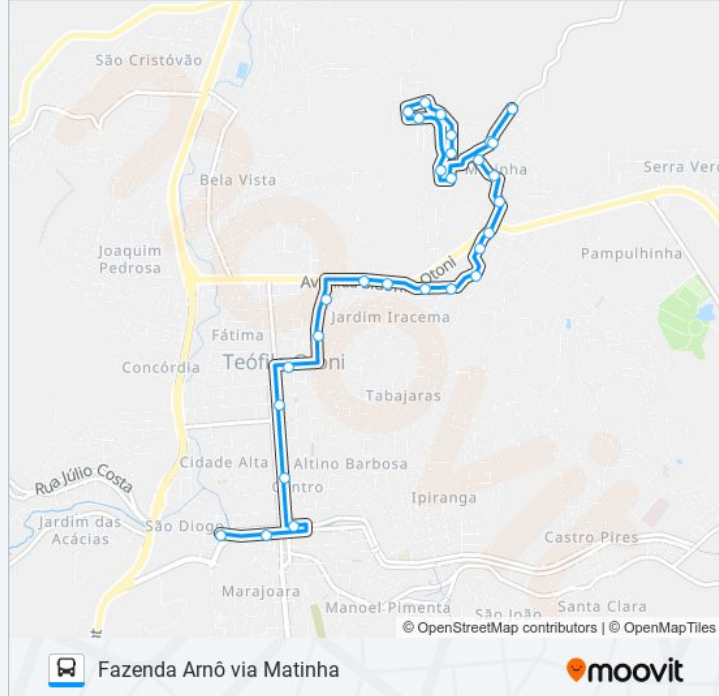 São Cristóvão
Bela Vista
Matinha
Serra Verd
Joaquim
Pedrosa
Pampulhinha
Otoni
Jardim Iracema
Fátima
Teófilo Otoni
Concórdia
Tabajaras
Cidade Alta
Altino Barbosa
Centro
Rua Júlio Costa
Ipiranga
Jardim das
Acácias
São Diogo
Castro Pires
Marajoara
Manoel Pimenta
São João
Santa Clara
© OpenStreetMap contributors | © OpenMapTiles
Fazenda Arnô via Matinha
moovit